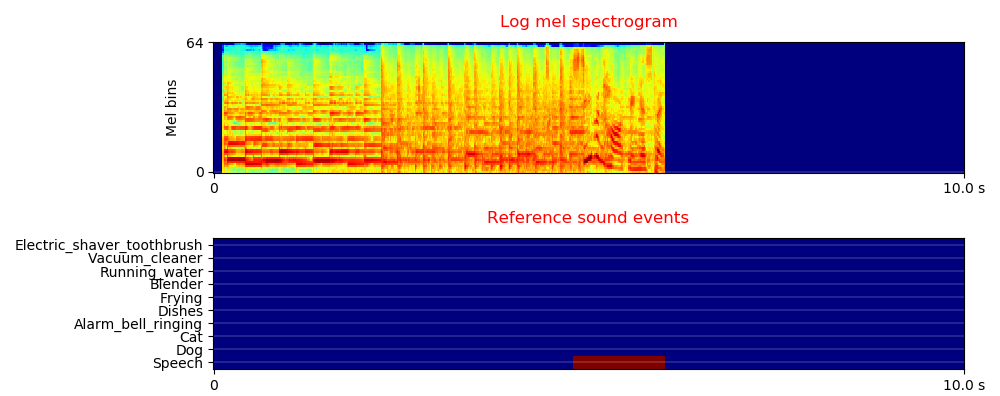 Log mel spectrogram
64
Mel bins
0
0
10.0 s
Reference sound events
Electric_shaver_toothbrush
Vacuum_cleaner
Running_water
Blender
Frying
Dishes
Alarm_bell_ringing
Cat
Dog
Speech
0
10.0 s